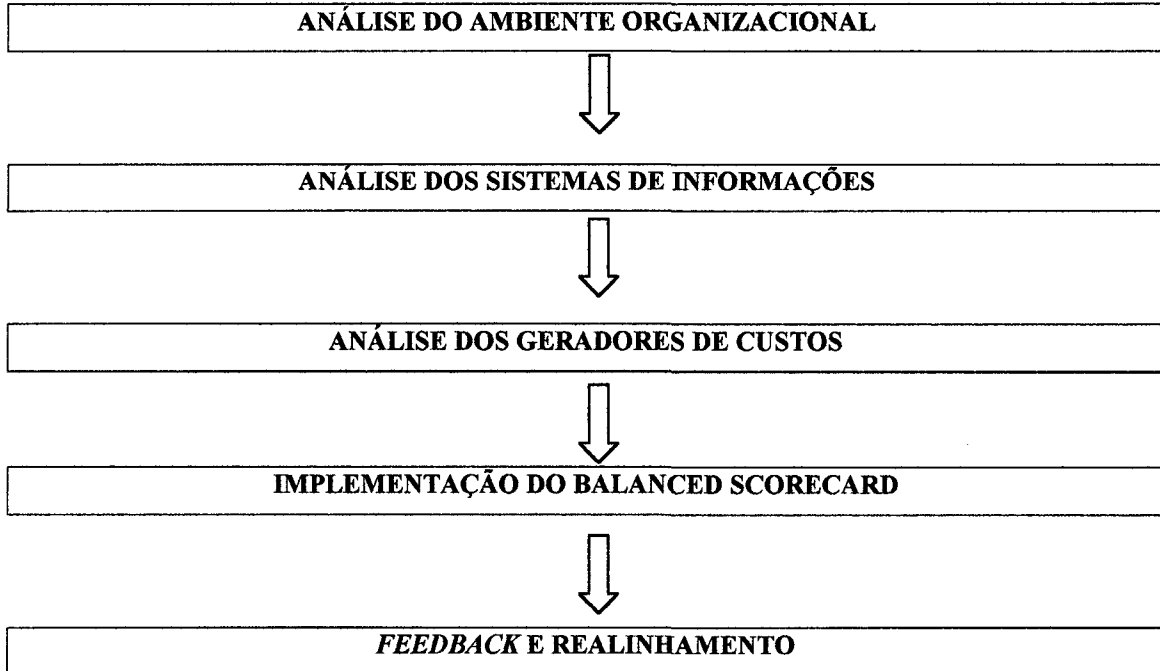 ANÁLISE DO AMBIENTE ORGANIZACIONAL
ANÁLISE DOS SISTEMAS DE INFORMAÇÕES
ANÁLISE DOS GERADORES DE CUSTOS
IMPLEMENTAÇÃO DO BALANCED SCORECARD
FEEDBACK E REALINHAMENTO